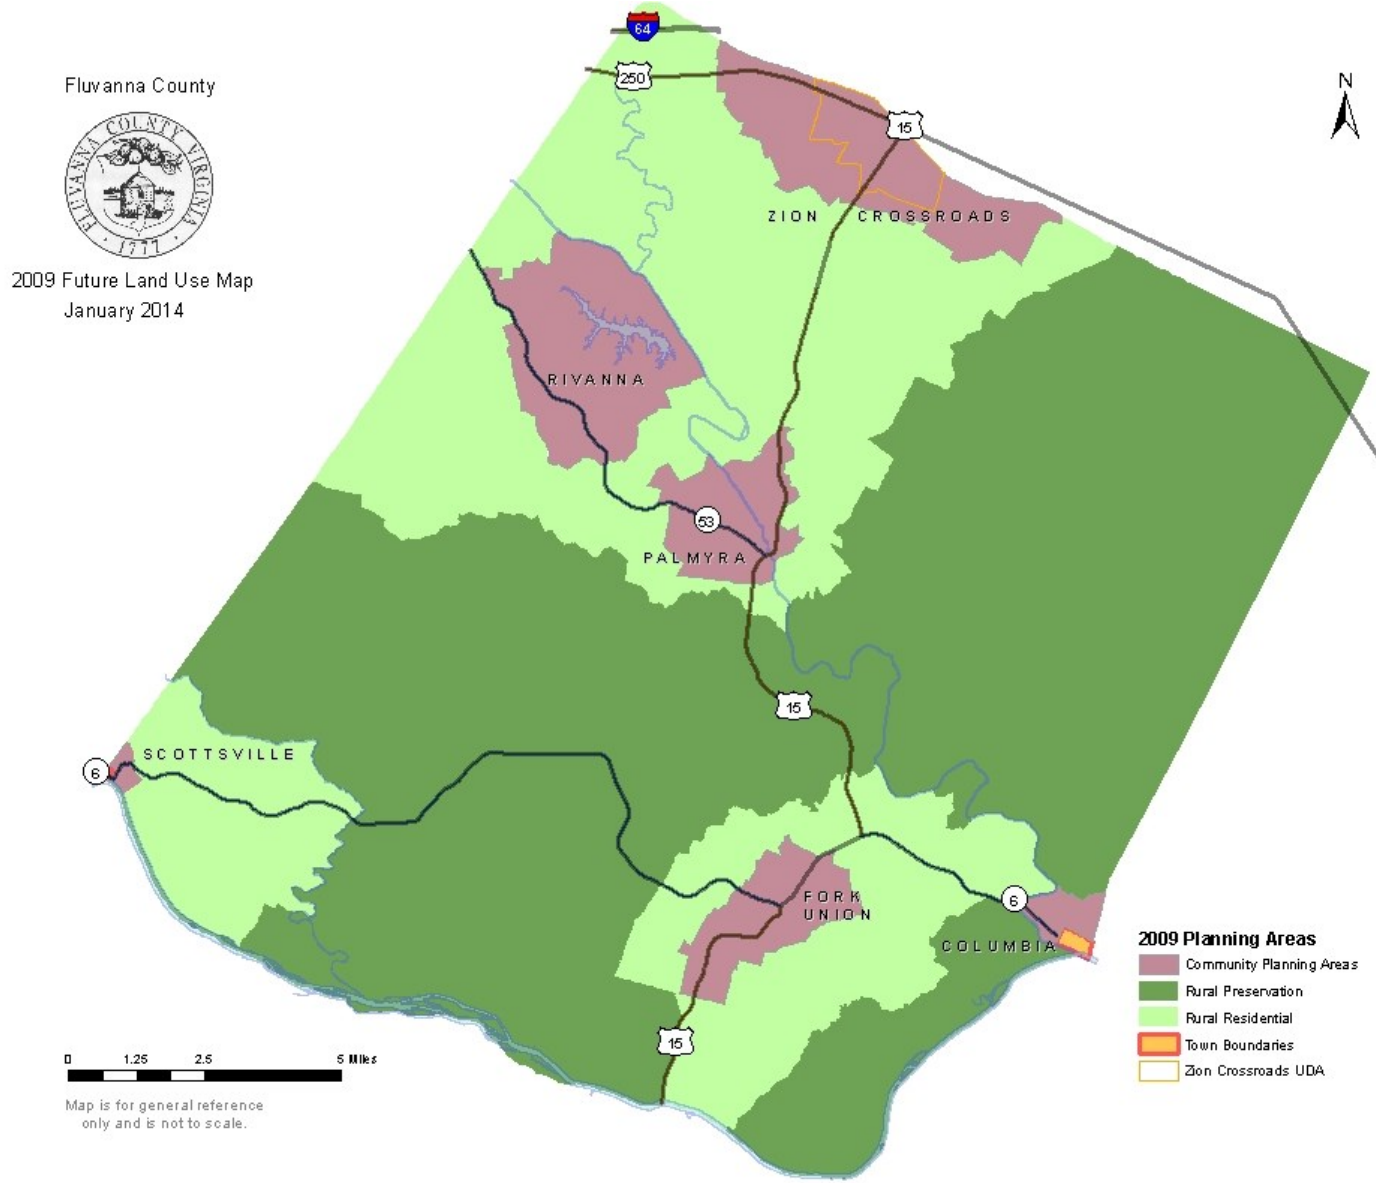 Fluvanna County
FLUVANNA COUNTY VIRGINIA
· 1777 ·
2009 Future Land Use Map
January 2014
64
250
15
N
ZION CROSSROADS
RIVANNA
53
PALMYRA
15
SCOTTSVILLE
6
FORK
UNION
6
COLUMBIA
15
2009 Planning Areas
Community Planning Areas
Rural Preservation
Rural Residential
Town Boundaries
Zion Crossroads UDA
0 1.25 2.5 5 Miles
Map is for general reference
only and is not to scale.